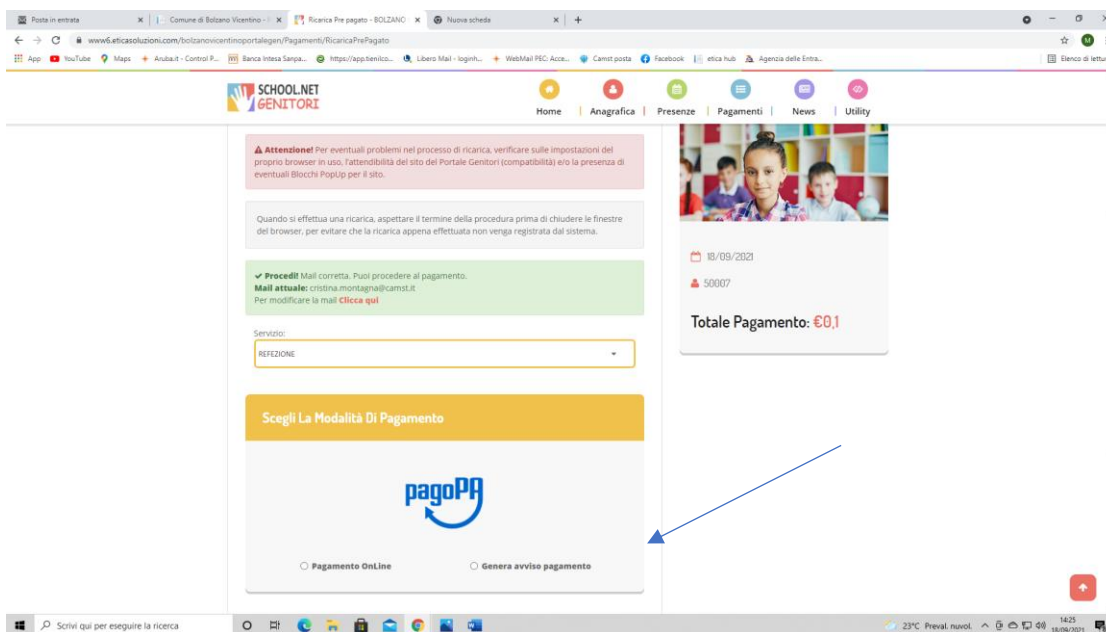 Posta in entrata
Comune di Bolzano Vicentino -
Ricarica Pre pagato - BOLZANO
Nuova scheda
www6.eticasoluzioni.com/bolzanovicentinoportalegen/Pagamenti/RicaricaPrePagato
App YouTube Maps Aruba.it - Control P... Banca Intesa Sanpa... https://app.tienilco... Libero Mail - loginh... WebMail PEC: Acce... Camst posta Facebook etica hub Agenzia delle Entra... Elenco di lettu
SCHOOL.NET
GENITORI
Home Anagrafica Presenze Pagamenti News Utility
Attenzione! Per eventuali problemi nel processo di ricarica, verificare sulle impostazioni del
proprio browser in uso, l'attendibilità del sito del Portale Genitori (compatibilità) e/o la presenza di
eventuali Blocchi PopUp per il sito.
Quando si effettua una ricarica, aspettare il termine della procedura prima di chiudere le finestre
del browser, per evitare che la ricarica appena effettuata non venga registrata dal sistema.
Procedi! Mail corretta. Puoi procedere al pagamento.
Mail attuale: cristina.montagna@camst.it
Per modificare la mail Clicca qui
Servizio:
REFEZIONE
Scegli La Modalità Di Pagamento
pagoPA
Pagamento OnLine
Genera avviso pagamento
18/09/2021
50007
Totale Pagamento: €0,1
Scrivi qui per eseguire la ricerca
23°C Preval. nuvol.
14:25
18/09/2021